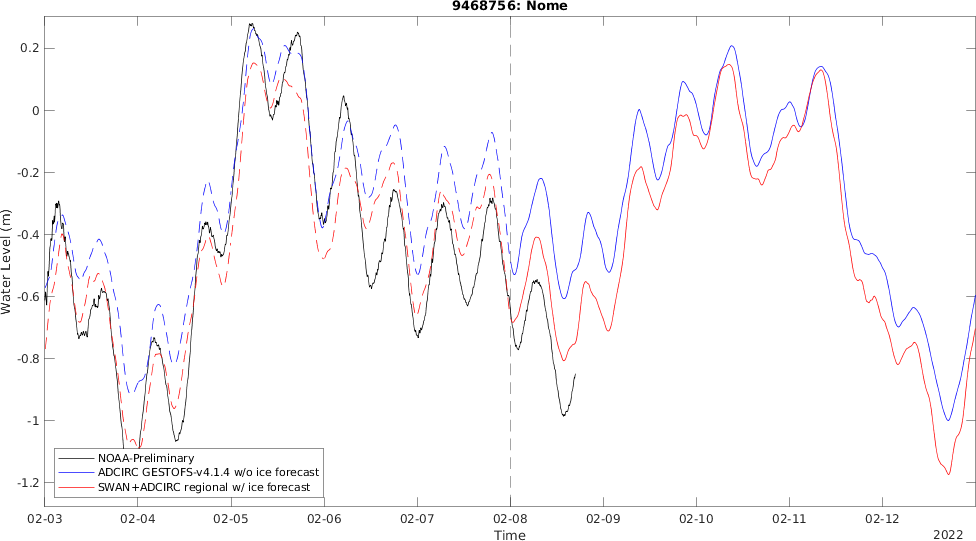 9468756: Nome
Water Level (m)
0.2
0
-0.2
-0.4
-0.6
-0.8
-1
-1.2
NOAA-Preliminary
ADCIRC GESTOFS-v4.1.4 w/o ice forecast
SWAN+ADCIRC regional w/ ice forecast
02-03 02-04 02-05 02-06 02-07 02-08 02-09 02-10 02-11 02-12
Time
2022